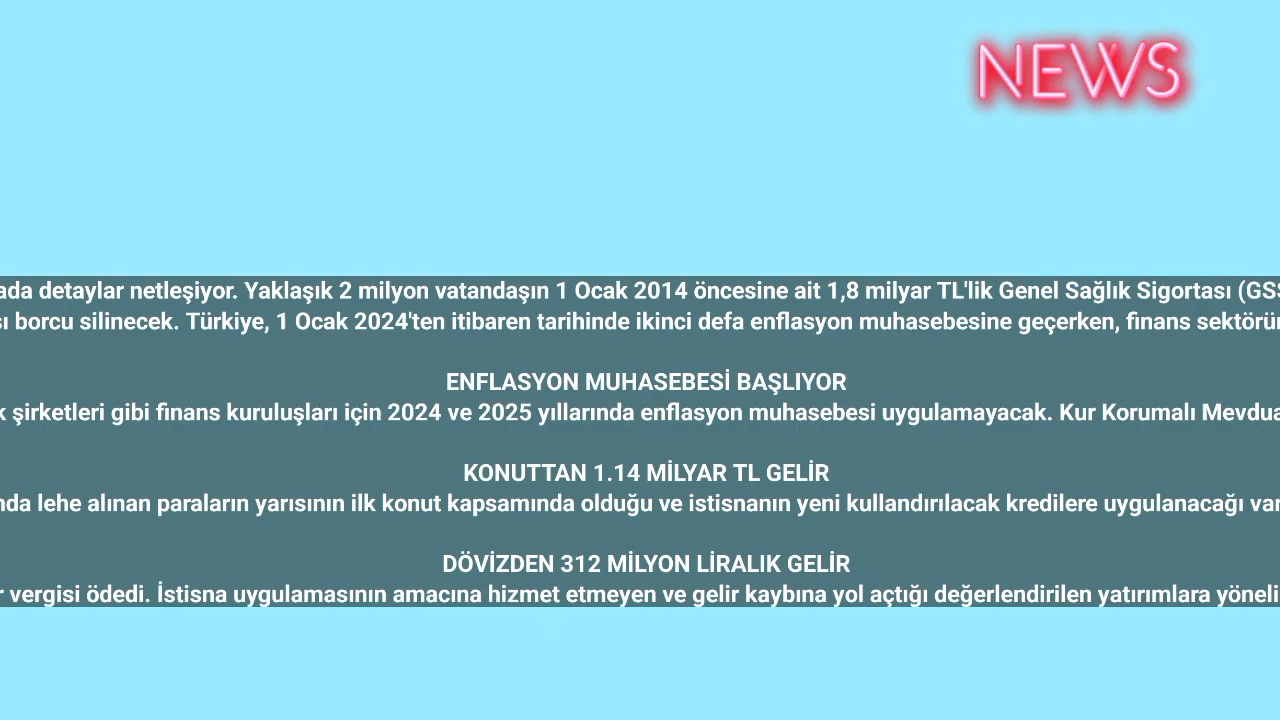 NEWS
ada detaylar netleşiyor. Yaklaşık 2 milyon vatandaşın 1 Ocak 2014 öncesine ait 1,8 milyar TL'lik Genel Sağlık Sigortası (GSS
borcu silinecek. Türkiye, 1 Ocak 2024'ten itibaren tarihinde ikinci defa enflasyon muhasebesine geçerken, finans sektörün
ENFLASYON MUHASEBESİ BAŞLIYOR
k şirketleri gibi finans kuruluşları için 2024 ve 2025 yıllarında enflasyon muhasebesi uygulamayacak. Kur Korumalı Mevdua
KONUTTAN 1.14 MİLYAR TL GELİR
nda lehe alınan paraların yarısının ilk konut kapsamında olduğu ve istisnanın yeni kullandırılacak kredilere uygulanacağı var
DÖVİZDEN 312 MİLYON LİRALIK GELİR
r vergisi ödedi. İstisna uygulamasının amacına hizmet etmeyen ve gelir kaybına yol açtığı değerlendirilen yatırımlara yöneli